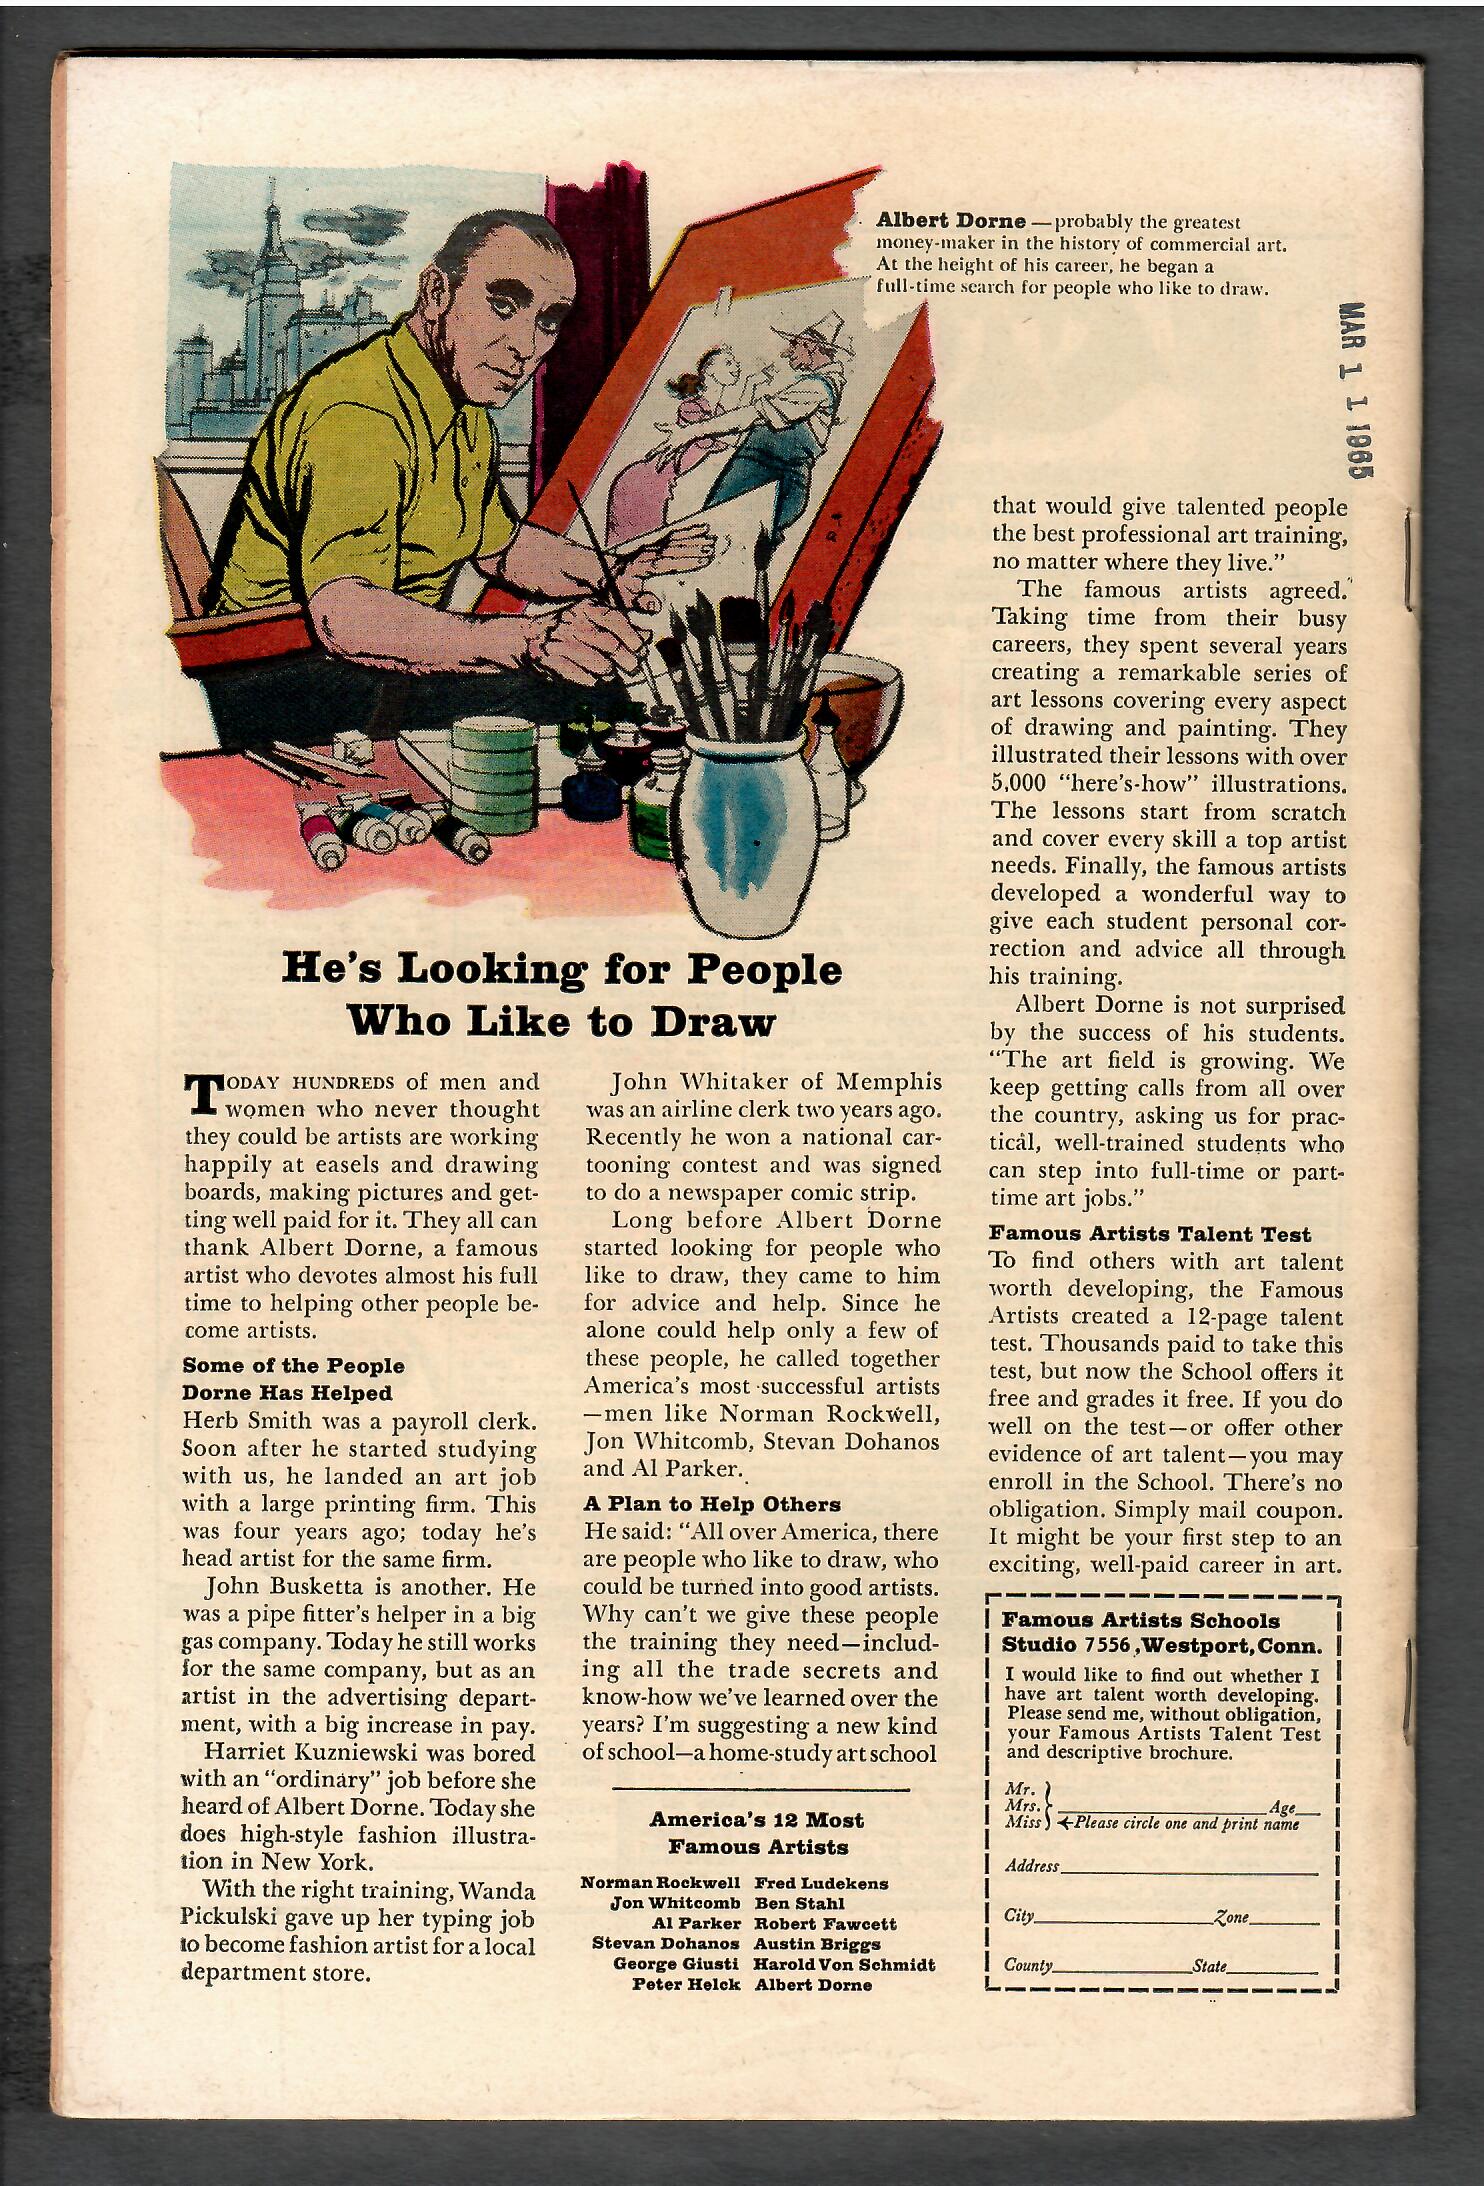 Albert Dorne — probably the greatest
money-maker in the history of commercial art.
At the height of his career, he began a
full-time search for people who like to draw.
MAR 1 1 1965
He's Looking for People
Who Like to Draw
TODAY HUNDREDS of men and
women who never thought
they could be artists are working
happily at easels and drawing
boards, making pictures and get-
ting well paid for it. They all can
thank Albert Dorne, a famous
artist who devotes almost his full
time to helping other people be-
come artists.
Some of the People
Dorne Has Helped
Herb Smith was a payroll clerk.
Soon after he started studying
with us, he landed an art job
with a large printing firm. This
was four years ago; today he's
head artist for the same firm.
John Busketta is another. He
was a pipe fitter's helper in a big
gas company. Today he still works
for the same company, but as an
artist in the advertising depart-
ment, with a big increase in pay.
Harriet Kuzniewski was bored
with an "ordinary" job before she
heard of Albert Dorne. Today she
does high-style fashion illustra-
tion in New York.
With the right training, Wanda
Pickulski gave up her typing job
to become fashion artist for a local
department store.
John Whitaker of Memphis
was an airline clerk two years ago.
Recently he won a national car-
tooning contest and was signed
to do a newspaper comic strip.
Long before Albert Dorne
started looking for people who
like to draw, they came to him
for advice and help. Since he
alone could help only a few of
these people, he called together
America's most successful artists
—men like Norman Rockwell,
Jon Whitcomb, Stevan Dohanos
and Al Parker.
A Plan to Help Others
He said: "All over America, there
are people who like to draw, who
could be turned into good artists.
Why can't we give these people
the training they need—includ-
ing all the trade secrets and
know-how we've learned over the
years? I'm suggesting a new kind
of school—a home-study art school
America's 12 Most
Famous Artists
Norman Rockwell Fred Ludekens
Jon Whitcomb Ben Stahl
Al Parker Robert Fawcett
Stevan Dohanos Austin Briggs
George Giusti Harold Von Schmidt
Peter Helck Albert Dorne
that would give talented people
the best professional art training,
no matter where they live."
The famous artists agreed.
Taking time from their busy
careers, they spent several years
creating a remarkable series of
art lessons covering every aspect
of drawing and painting. They
illustrated their lessons with over
5,000 "here's-how" illustrations.
The lessons start from scratch
and cover every skill a top artist
needs. Finally, the famous artists
developed a wonderful way to
give each student personal cor-
rection and advice all through
his training.
Albert Dorne is not surprised
by the success of his students.
"The art field is growing. We
keep getting calls from all over
the country, asking us for prac-
tical, well-trained students who
can step into full-time or part-
time art jobs."
Famous Artists Talent Test
To find others with art talent
worth developing, the Famous
Artists created a 12-page talent
test. Thousands paid to take this
test, but now the School offers it
free and grades it free. If you do
well on the test—or offer other
evidence of art talent—you may
enroll in the School. There's no
obligation. Simply mail coupon.
It might be your first step to an
exciting, well-paid career in art.
Famous Artists Schools
Studio 7556, Westport, Conn.
I would like to find out whether I
have art talent worth developing.
Please send me, without obligation,
your Famous Artists Talent Test
and descriptive brochure.
Mr.
Mrs. Age
Miss ←Please circle one and print name
Address
City Zone
County State